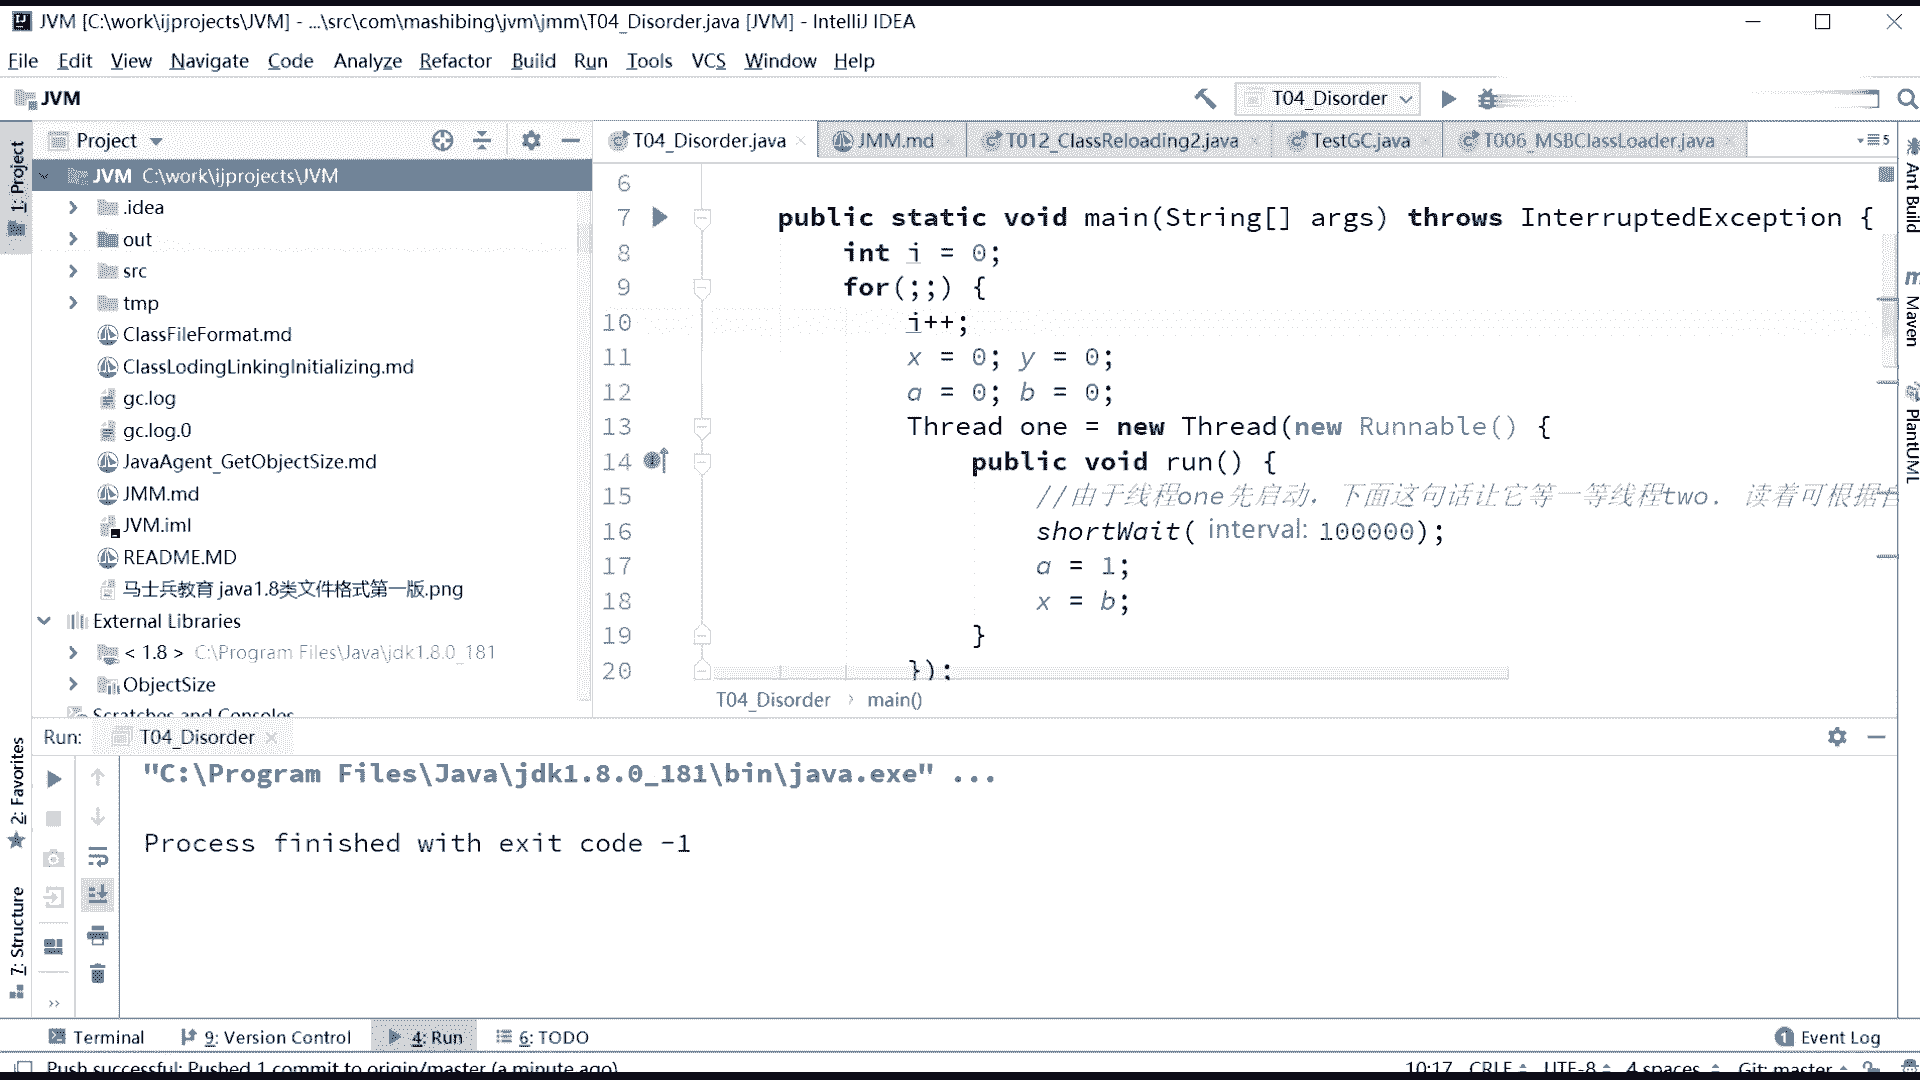 JVM [C:\work\ijprojects\JVM] - ...\src\com\mashibing\jvm\jmm\T04_Disorder.java [JVM] - IntelliJ IDEA
File Edit View Navigate Code Analyze Refactor Build Run Tools VCS Window Help
JVM
T04_Disorder
Project
T04_Disorder.java
JMM.md
T012_ClassReloading2.java
TestGC.java
T006_MSBClassLoader.java
5
1: Project
JVM C:\work\ijprojects\JVM
.idea
out
src
tmp
ClassFileFormat.md
ClassLodingLinkingInitializing.md
gc.log
gc.log.0
JavaAgent_GetObjectSize.md
JMM.md
JVM.iml
README.MD
马士兵教育 java1.8类文件格式第一版.png
External Libraries
< 1.8 > C:\Program Files\Java\jdk1.8.0_181
ObjectSize
Scratches and Consoles
6
7 public static void main(String[] args) throws InterruptedException {
8 int i = 0;
9 for(;;) {
10 i++;
11 x = 0; y = 0;
12 a = 0; b = 0;
13 Thread one = new Thread(new Runnable() {
14 public void run() {
15 //由于线程one先启动，下面这句话让它等一等线程two. 读着可根据
16 shortWait( interval: 100000);
17 a = 1;
18 x = b;
19 }
20 });
T04_Disorder › main()
Ant Build
Maven
PlantUML
Run: T04_Disorder
"C:\Program Files\Java\jdk1.8.0_181\bin\java.exe" ...
Process finished with exit code -1
2: Favorites
7: Structure
Terminal
9: Version Control
4: Run
6: TODO
1 Event Log
Push successful: Pushed 1 commit to origin/master (a minute ago)
10:17 CRLF UTF-8 4 spaces Git: master